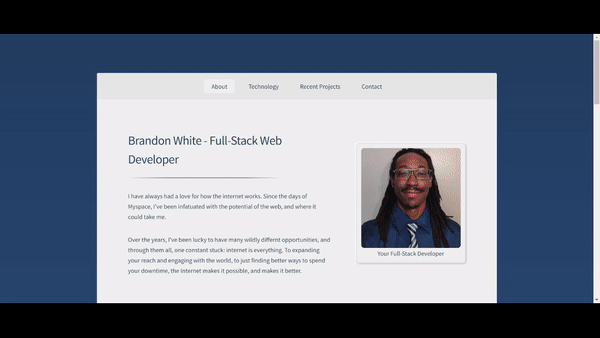 About Technology Recent Projects Contact
Brandon White - Full-Stack Web
Developer
I have always had a love for how the internet works. Since the days of
Myspace, I've been infatuated with the potential of the web, and where it
could take me.
Over the years, I've been lucky to have many wildly differnt opportunities, and
through them all, one constant stuck: internet is everything. To expanding
your reach and engaging with the world, to just finding better ways to spend
your downtime, the internet makes it possible, and makes it better.
Your Full-Stack Developer